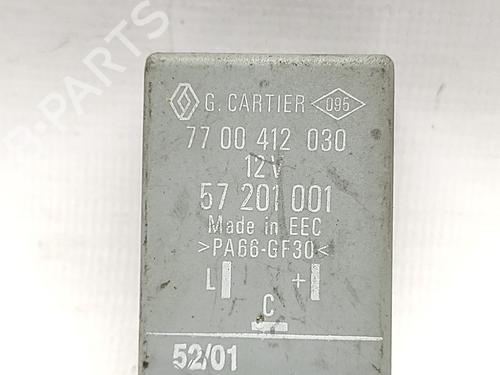 G. CARTIER 095
77 00 412 030
12V
57 201 001
Made in EEC
>PA66-GF30<
L +
C
52/01
B-PARTS